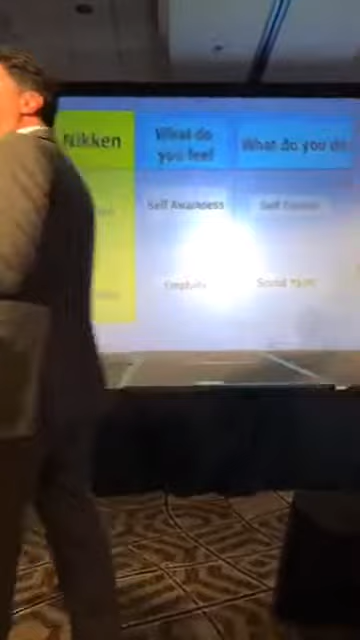 Nikken
What do
you feel
What do you do
Self Awareness
Self Control
Empathy
Social Skills